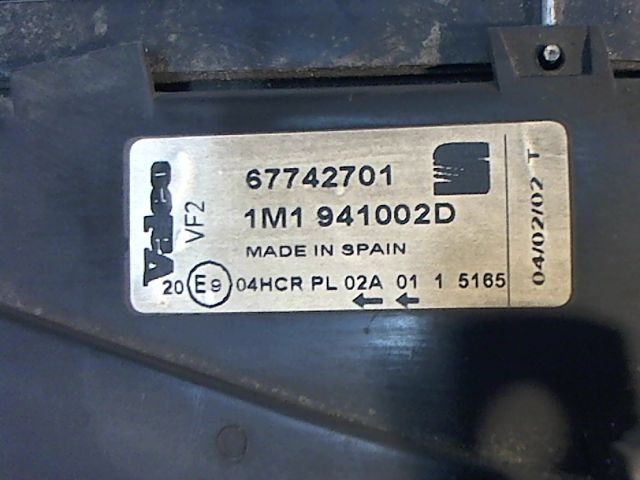 Valeo
VF2
67742701
1M1 941002D
MADE IN SPAIN
20 E9 04HCR PL 02A 01 1 5165
04/02/02 T